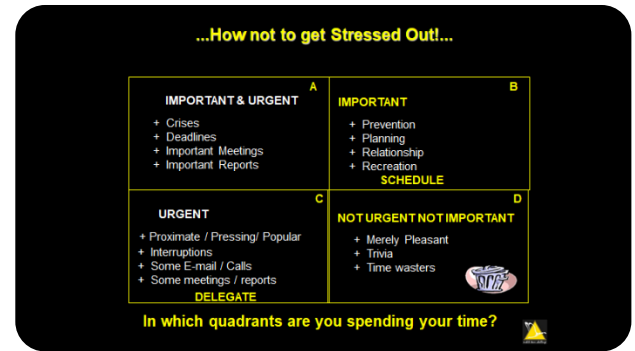 ...How not to get Stressed Out!...
A
IMPORTANT & URGENT
+ Crises
+ Deadlines
+ Important Meetings
+ Important Reports
B
IMPORTANT
+ Prevention
+ Planning
+ Relationship
+ Recreation
SCHEDULE
C
URGENT
+ Proximate / Pressing/ Popular
+ Interruptions
+ Some E-mail / Calls
+ Some meetings / reports
DELEGATE
D
NOT URGENT NOT IMPORTANT
+ Merely Pleasant
+ Trivia
+ Time wasters
In which quadrants are you spending your time?